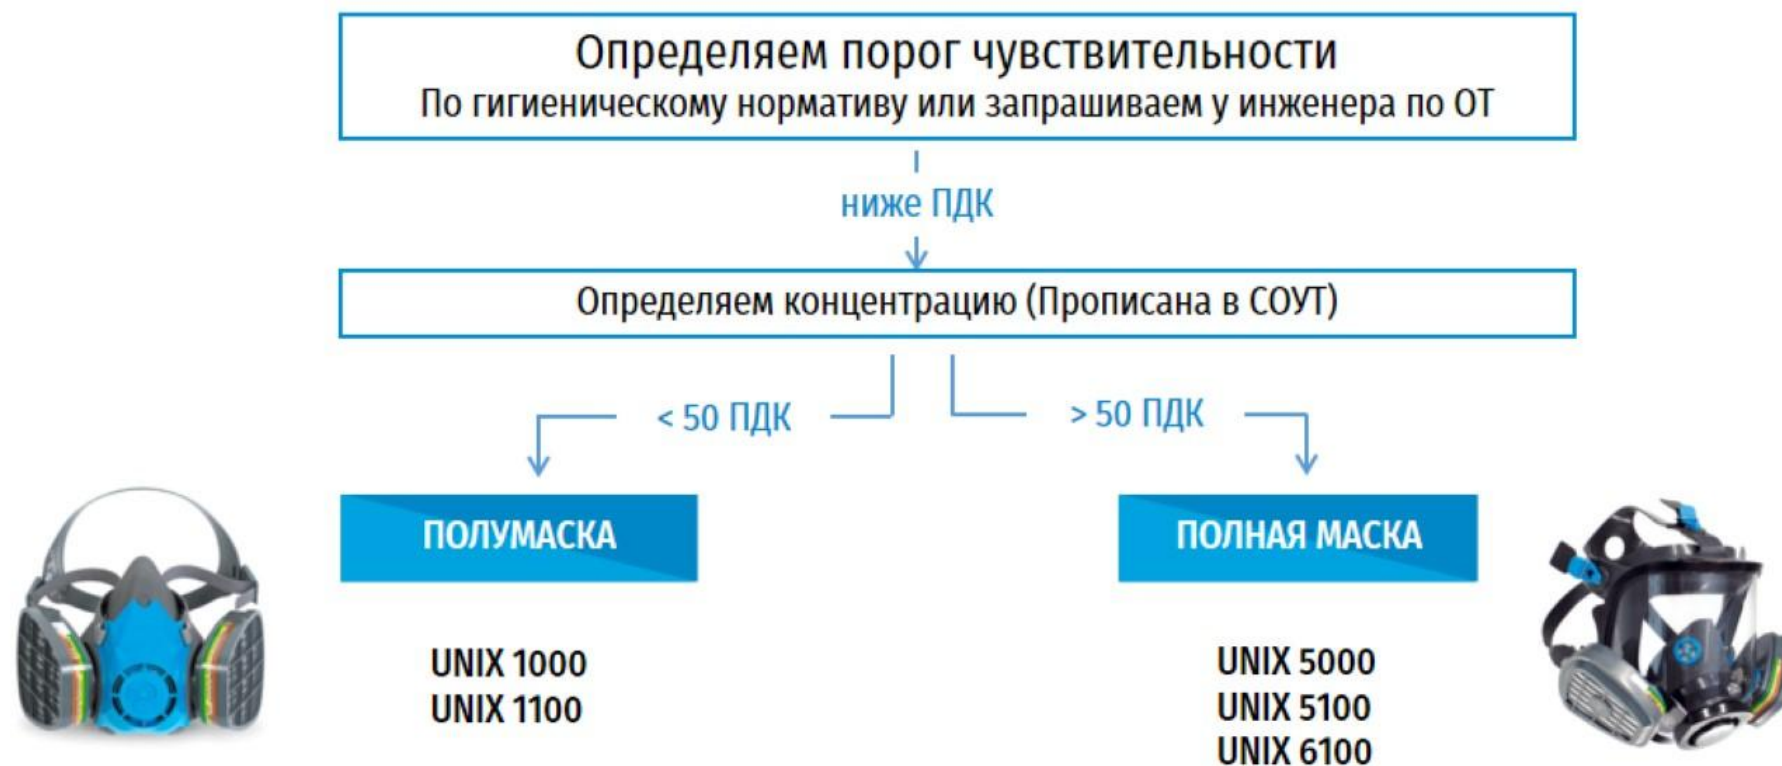 Определяем порог чувствительности
По гигиеническому нормативу или запрашиваем у инженера по ОТ
ниже ПДК
Определяем концентрацию (Прописана в СОУТ)
< 50 ПДК
> 50 ПДК
ПОЛУМАСКА
ПОЛНАЯ МАСКА
UNIX 1000
UNIX 1100
UNIX 5000
UNIX 5100
UNIX 6100